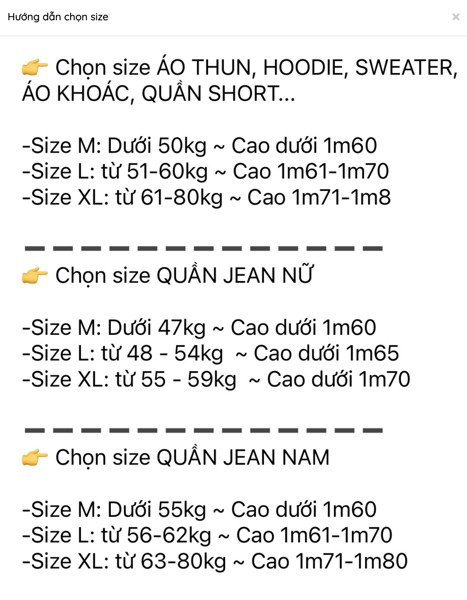 Hướng dẫn chọn size ×
👉 Chọn size ÁO THUN, HOODIE, SWEATER,
ÁO KHOÁC, QUẦN SHORT...
-Size M: Dưới 50kg ~ Cao dưới 1m60
-Size L: từ 51-60kg ~ Cao 1m61-1m70
-Size XL: từ 61-80kg ~ Cao 1m71-1m8
➖➖➖➖➖➖➖➖➖➖➖➖➖
👉 Chọn size QUẦN JEAN NỮ
-Size M: Dưới 47kg ~ Cao dưới 1m60
-Size L: từ 48 - 54kg  ~ Cao dưới 1m65
-Size XL: từ 55 - 59kg  ~ Cao dưới 1m70
➖➖➖➖➖➖➖➖➖➖➖➖➖
👉 Chọn size QUẦN JEAN NAM
-Size M: Dưới 55kg ~ Cao dưới 1m60
-Size L: từ 56-62kg ~ Cao 1m61-1m70
-Size XL: từ 63-80kg ~ Cao 1m71-1m80